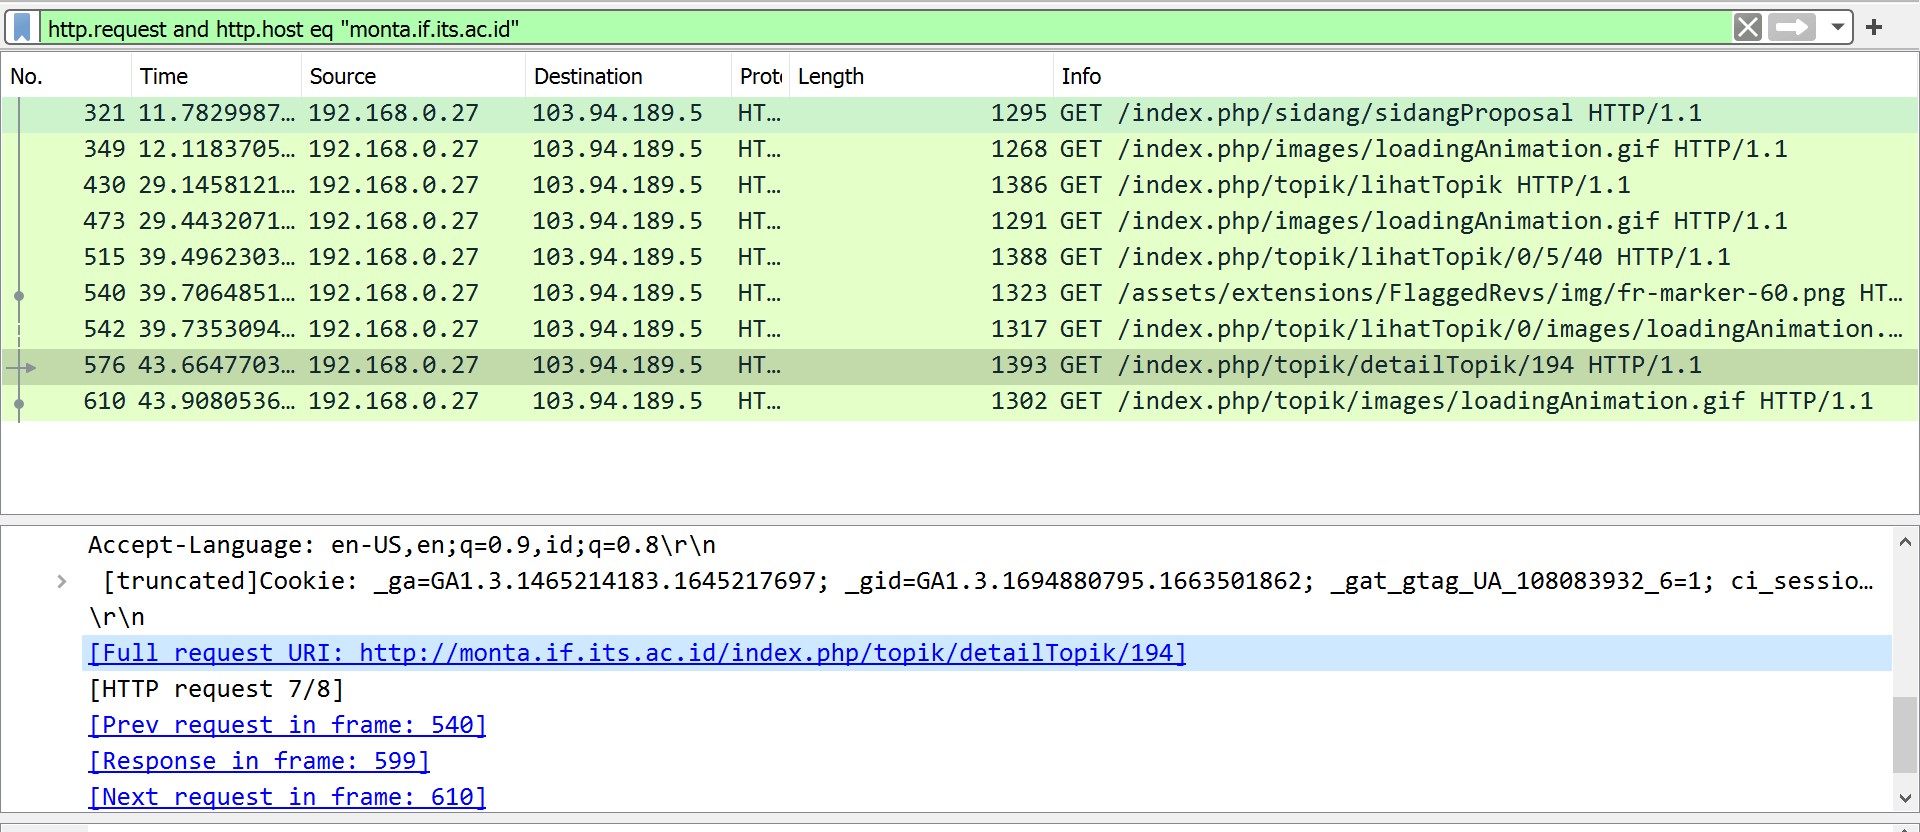 http.request and http.host eq "monta.if.its.ac.id"
No. Time Source Destination Proto Length Info
321 11.7829987… 192.168.0.27 103.94.189.5 HT… 1295 GET /index.php/sidang/sidangProposal HTTP/1.1
349 12.1183705… 192.168.0.27 103.94.189.5 HT… 1268 GET /index.php/images/loadingAnimation.gif HTTP/1.1
430 29.1458121… 192.168.0.27 103.94.189.5 HT… 1386 GET /index.php/topik/lihatTopik HTTP/1.1
473 29.4432071… 192.168.0.27 103.94.189.5 HT… 1291 GET /index.php/images/loadingAnimation.gif HTTP/1.1
515 39.4962303… 192.168.0.27 103.94.189.5 HT… 1388 GET /index.php/topik/lihatTopik/0/5/40 HTTP/1.1
540 39.7064851… 192.168.0.27 103.94.189.5 HT… 1323 GET /assets/extensions/FlaggedRevs/img/fr-marker-60.png HT…
542 39.7353094… 192.168.0.27 103.94.189.5 HT… 1317 GET /index.php/topik/lihatTopik/0/images/loadingAnimation.…
576 43.6647703… 192.168.0.27 103.94.189.5 HT… 1393 GET /index.php/topik/detailTopik/194 HTTP/1.1
610 43.9080536… 192.168.0.27 103.94.189.5 HT… 1302 GET /index.php/topik/images/loadingAnimation.gif HTTP/1.1
Accept-Language: en-US,en;q=0.9,id;q=0.8\r\n
[truncated]Cookie: _ga=GA1.3.1465214183.1645217697; _gid=GA1.3.1694880795.1663501862; _gat_gtag_UA_108083932_6=1; ci_sessio…
\r\n
[Full request URI: http://monta.if.its.ac.id/index.php/topik/detailTopik/194]
[HTTP request 7/8]
[Prev request in frame: 540]
[Response in frame: 599]
[Next request in frame: 610]